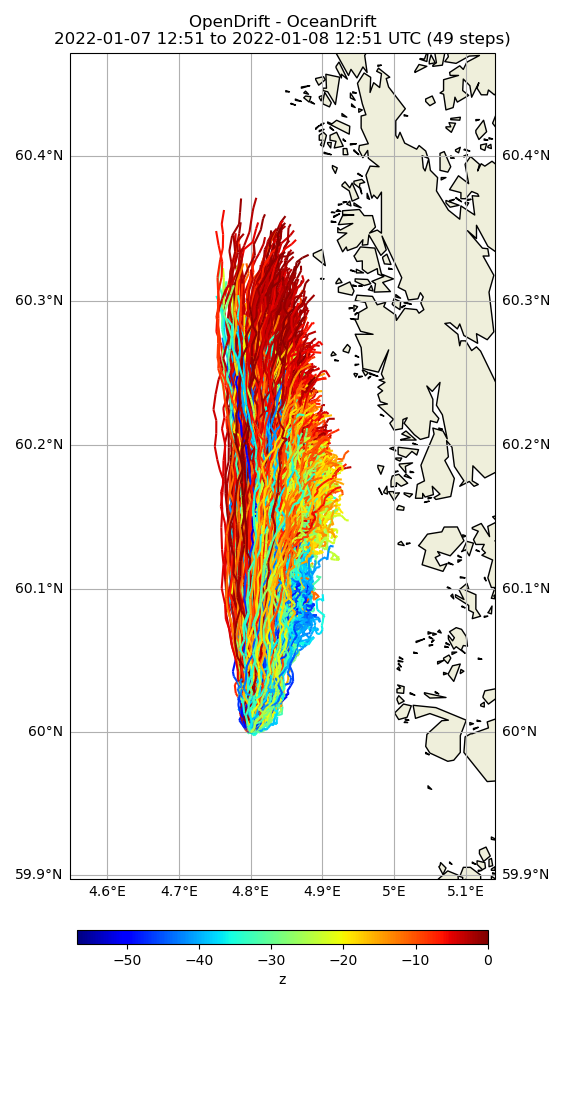 OpenDrift - OceanDrift
2022-01-07 12:51 to 2022-01-08 12:51 UTC (49 steps)
60.4°N 60.4°N
60.3°N 60.3°N
60.2°N 60.2°N
60.1°N 60.1°N
60°N 60°N
59.9°N 59.9°N
4.6°E 4.7°E 4.8°E 4.9°E 5°E 5.1°E
−50 −40 −30 −20 −10 0
z